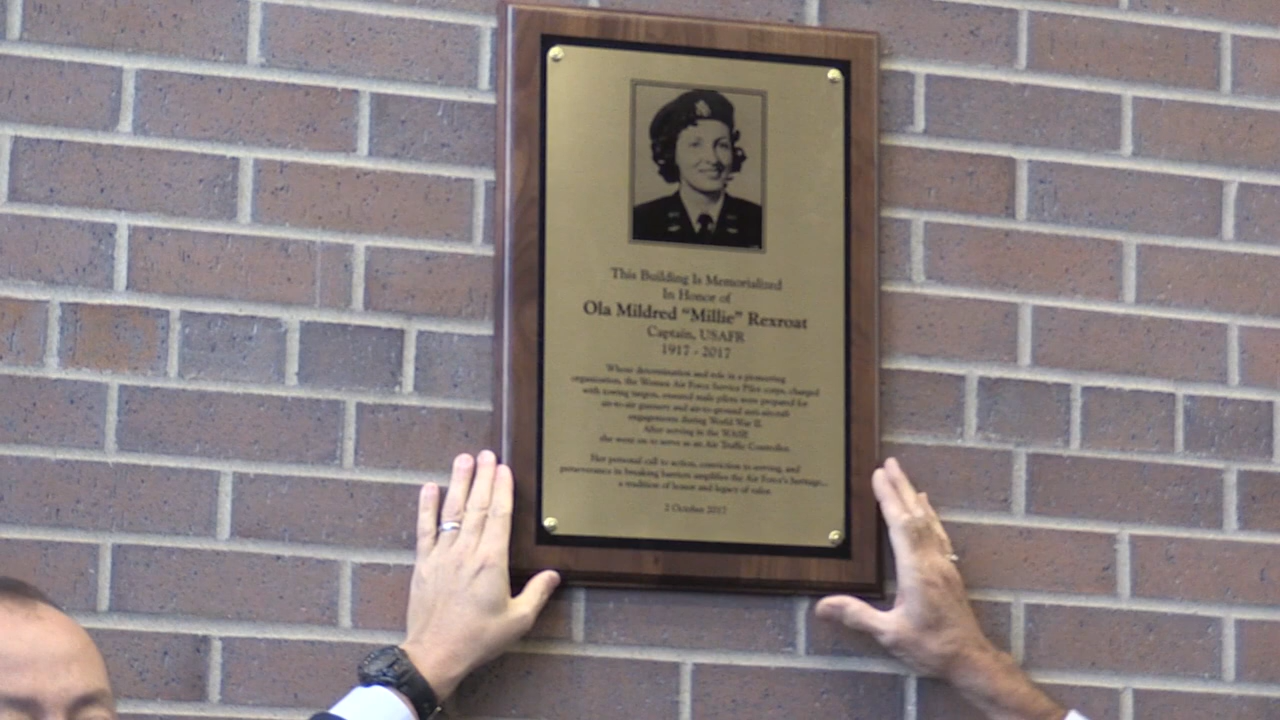 This Building Is Memorialized
In Honor of
Ola Mildred "Millie" Rexroat
Captain, USAFR
1917 - 2017
Whose determination and role in a pioneering
organization, the Women Air Force Service Pilot corps, charged
with towing targets, ensured male pilots were prepared for
air-to-air gunnery and air-to-ground anti-aircraft
engagements during World War II.
After serving in the WASP,
she went on to serve as an Air Traffic Controller.
Her personal call to action, conviction to serving, and
perseverance in breaking barriers amplifies the Air Force's heritage...
a tradition of honor and legacy of valor.
2 October 2017